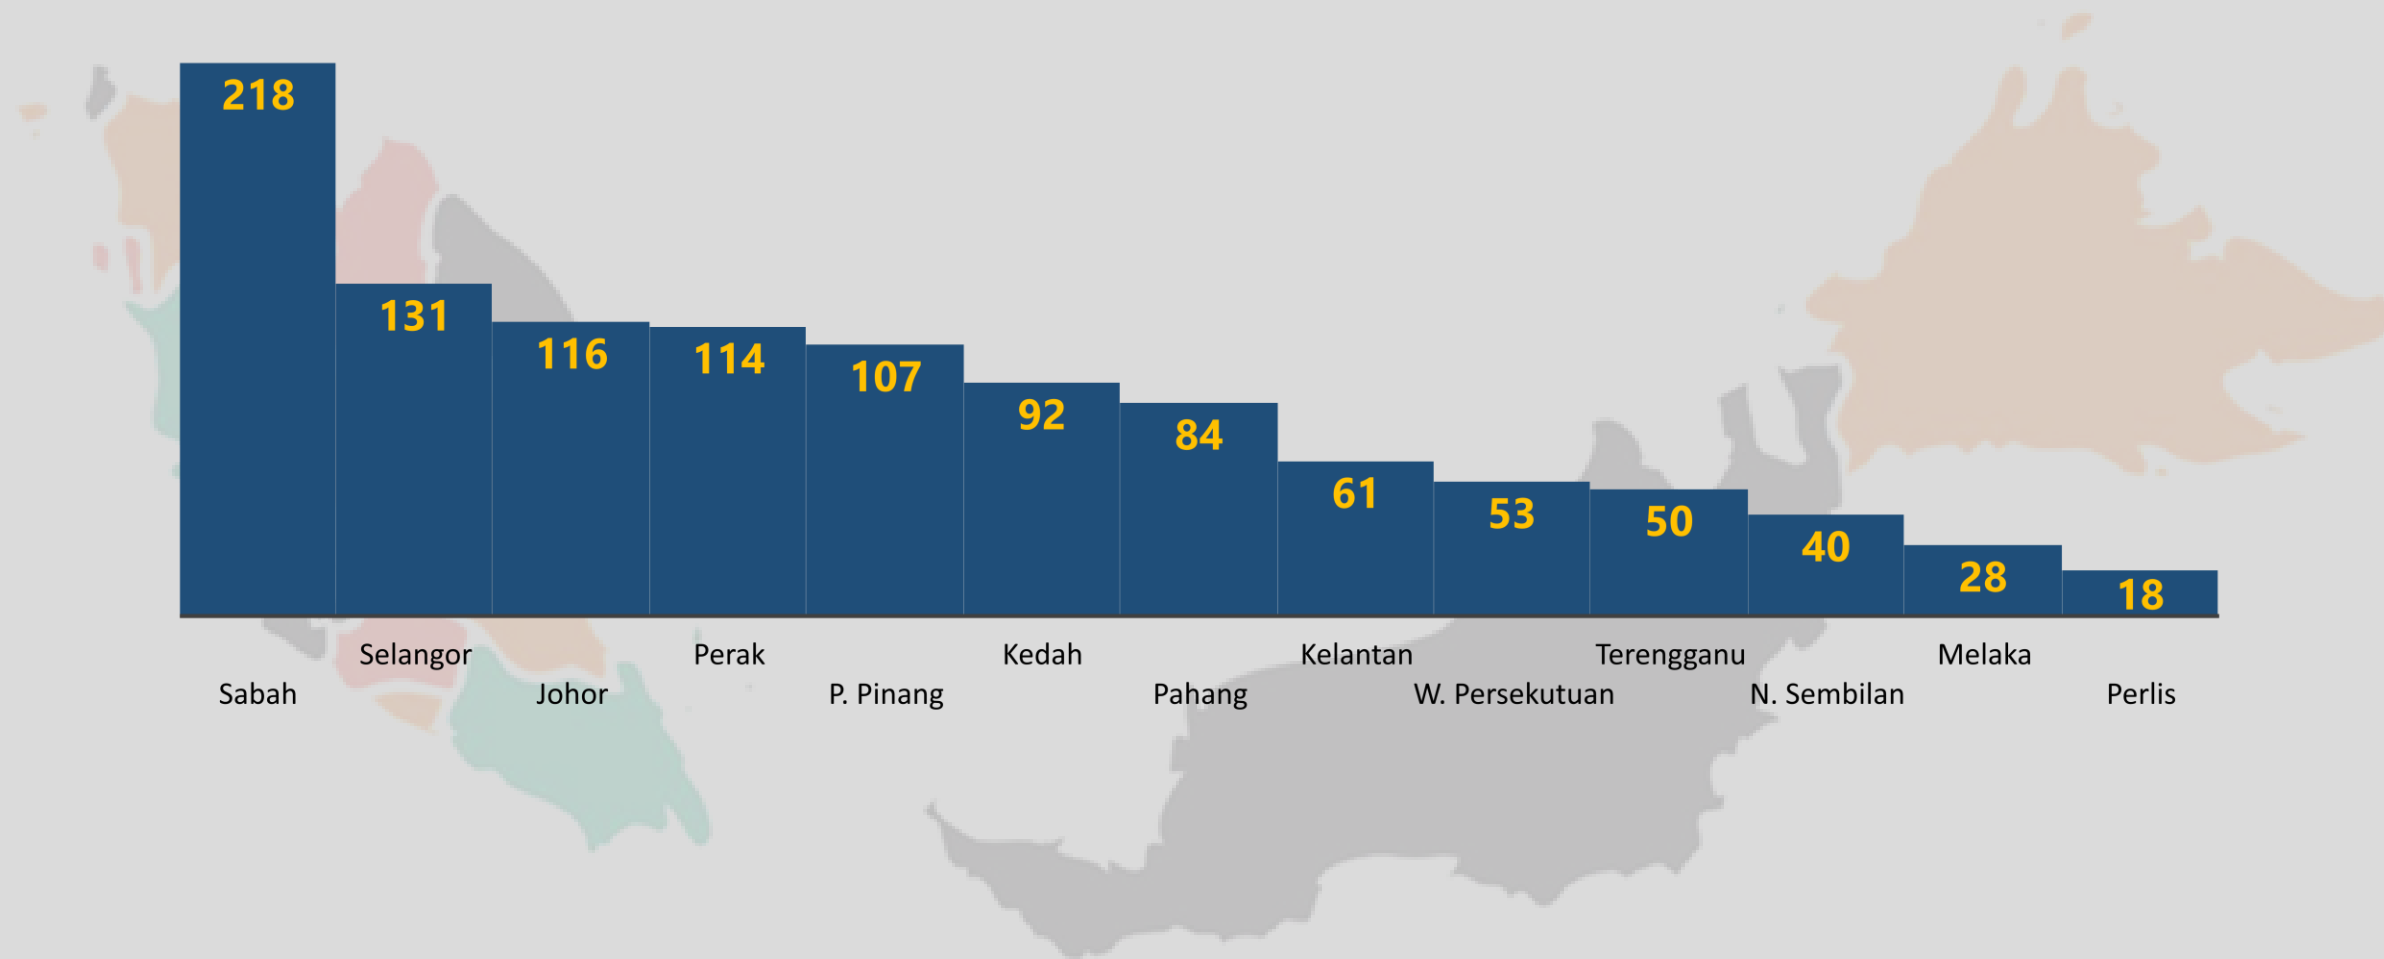 218
131
116
114
107
92
84
61
53
50
40
28
18
Selangor
Perak
Kedah
Kelantan
Terengganu
Melaka
Sabah
Johor
P. Pinang
Pahang
W. Persekutuan
N. Sembilan
Perlis